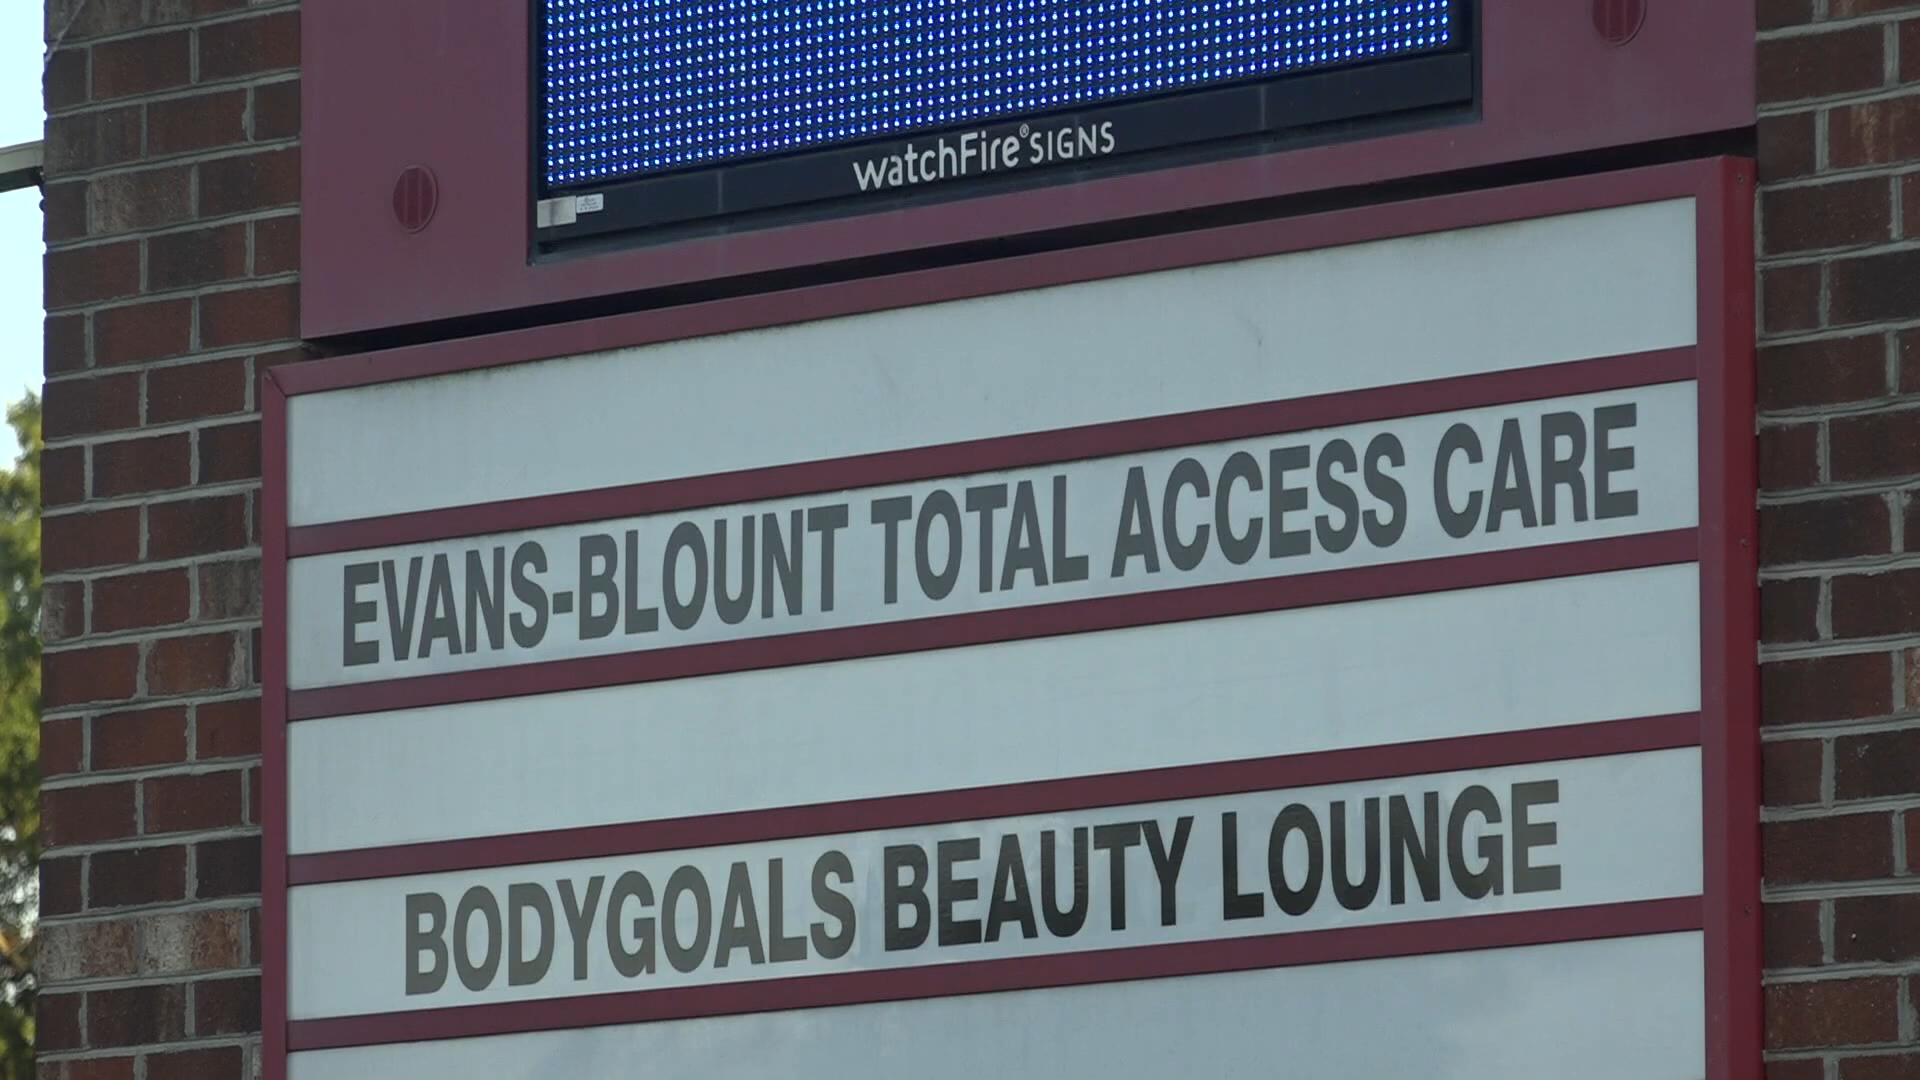 watchFire® SIGNS
EVANS-BLOUNT TOTAL ACCESS CARE
BODYGOALS BEAUTY LOUNGE